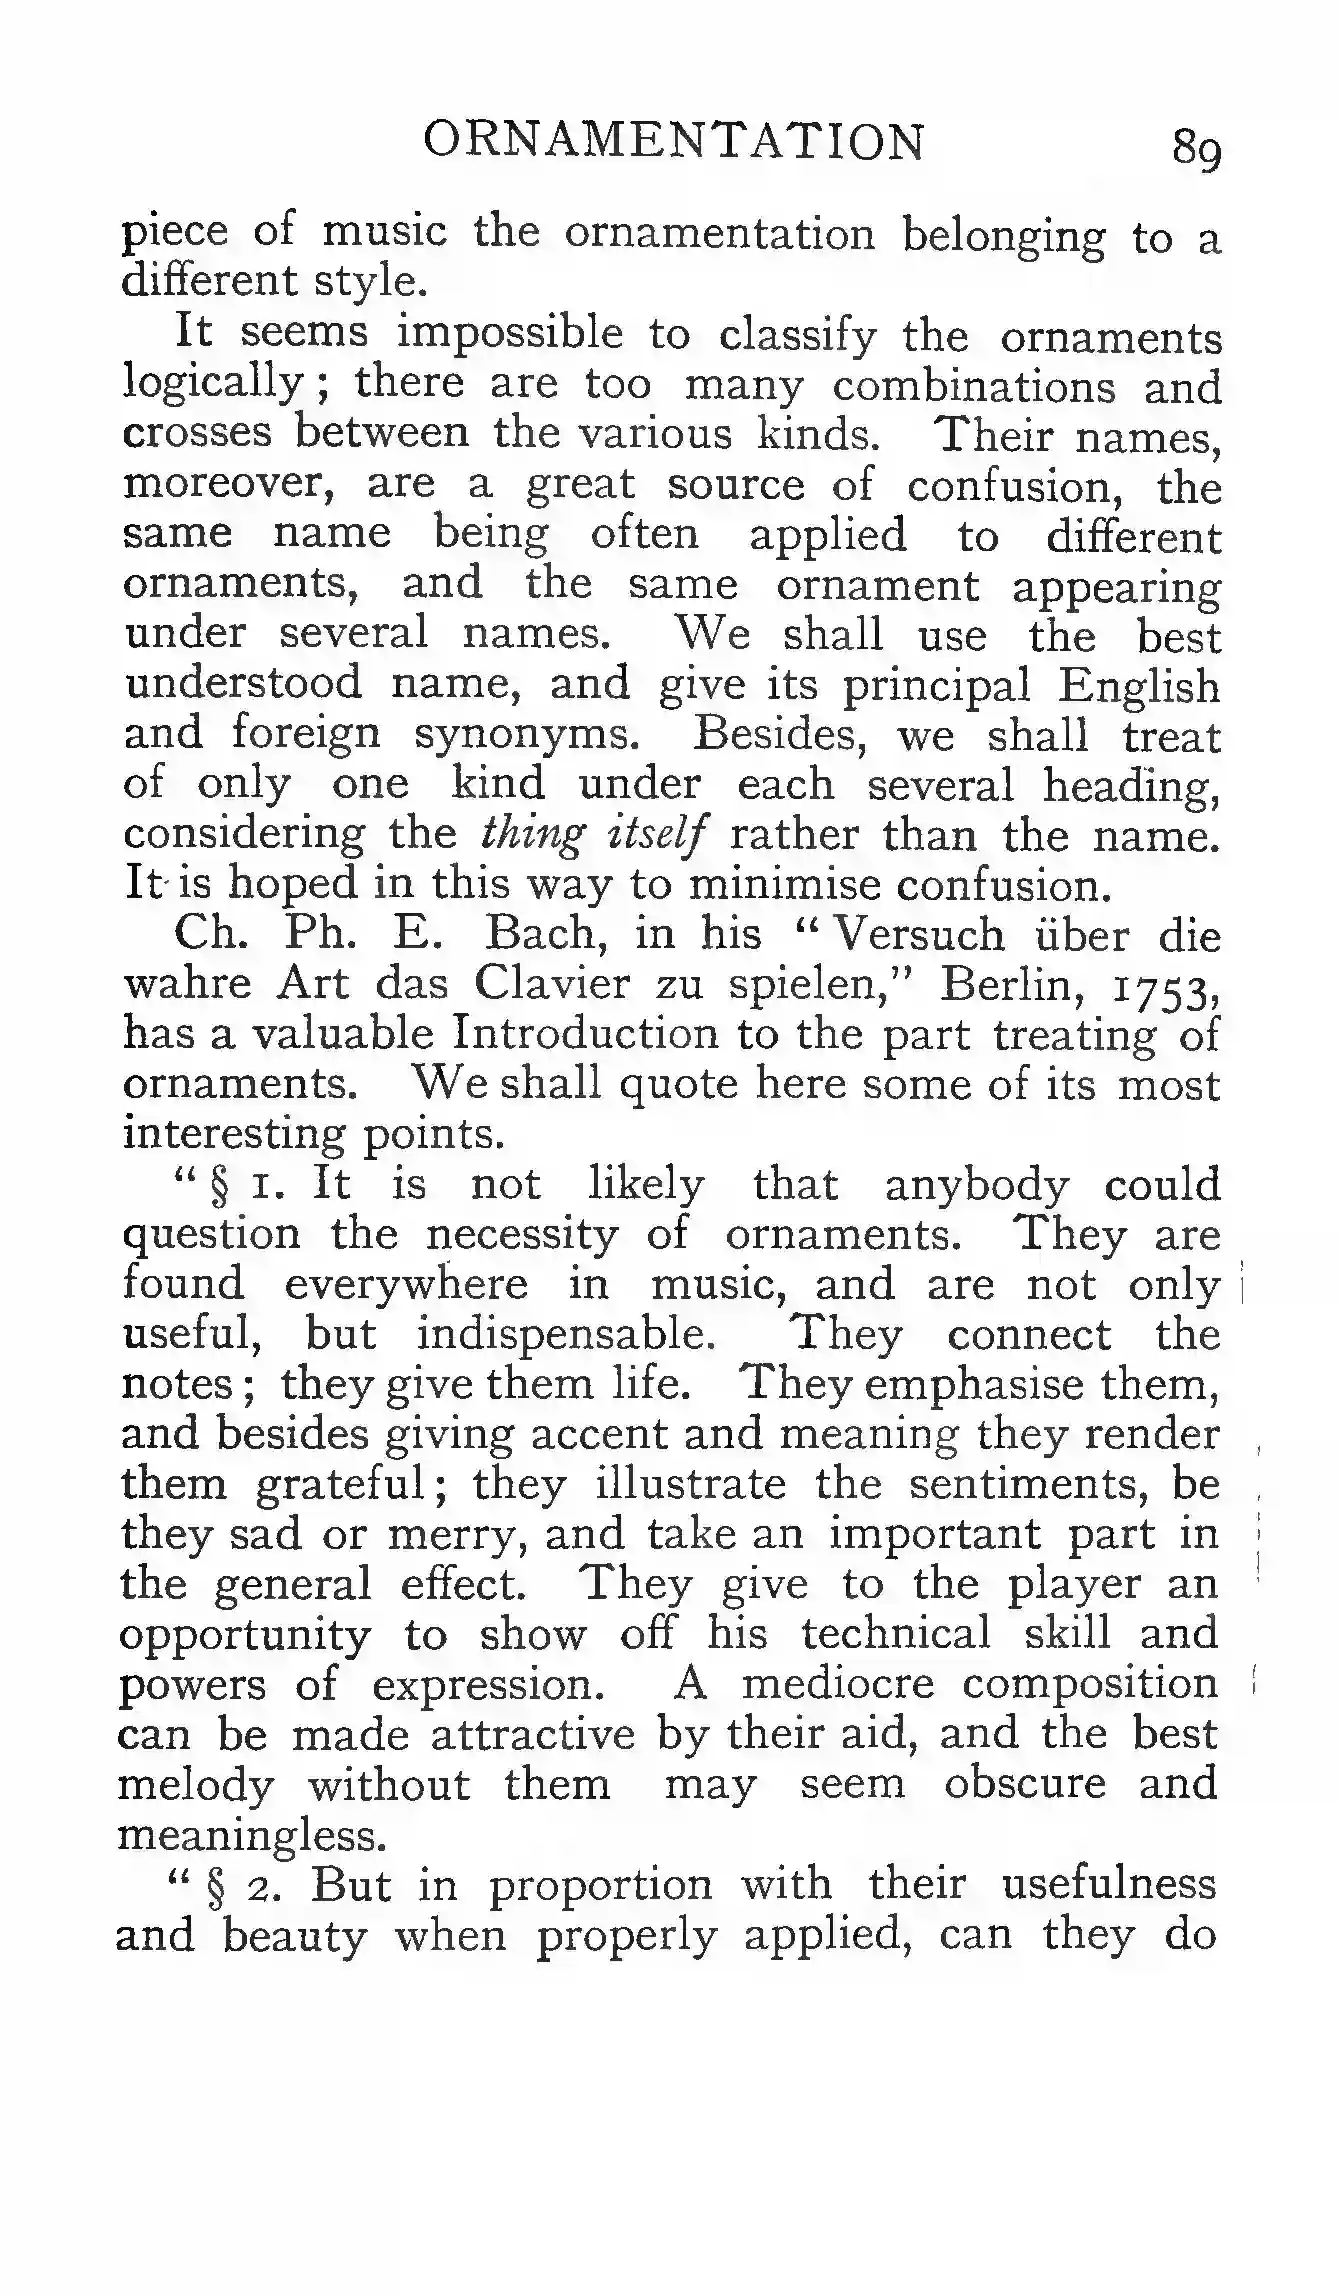 ORNAMENTATION 89
piece of music the ornamentation belonging to a
different style.
It seems impossible to classify the ornaments
logically ; there are too many combinations and
crosses between the various kinds. Their names,
moreover, are a great source of confusion, the
same name being often applied to different
ornaments, and the same ornament appearing
under several names. We shall use the best
understood name, and give its principal English
and foreign synonyms. Besides, we shall treat
of only one kind under each several heading,
considering the thing itself rather than the name.
It is hoped in this way to minimise confusion.
Ch. Ph. E. Bach, in his “ Versuch über die
wahre Art das Clavier zu spielen,” Berlin, 1753,
has a valuable Introduction to the part treating of
ornaments. We shall quote here some of its most
interesting points.
“ § 1. It is not likely that anybody could
question the necessity of ornaments. They are
found everywhere in music, and are not only
useful, but indispensable. They connect the
notes ; they give them life. They emphasise them,
and besides giving accent and meaning they render
them grateful ; they illustrate the sentiments, be
they sad or merry, and take an important part in
the general effect. They give to the player an
opportunity to show off his technical skill and
powers of expression. A mediocre composition
can be made attractive by their aid, and the best
melody without them may seem obscure and
meaningless.
“ § 2. But in proportion with their usefulness
and beauty when properly applied, can they do